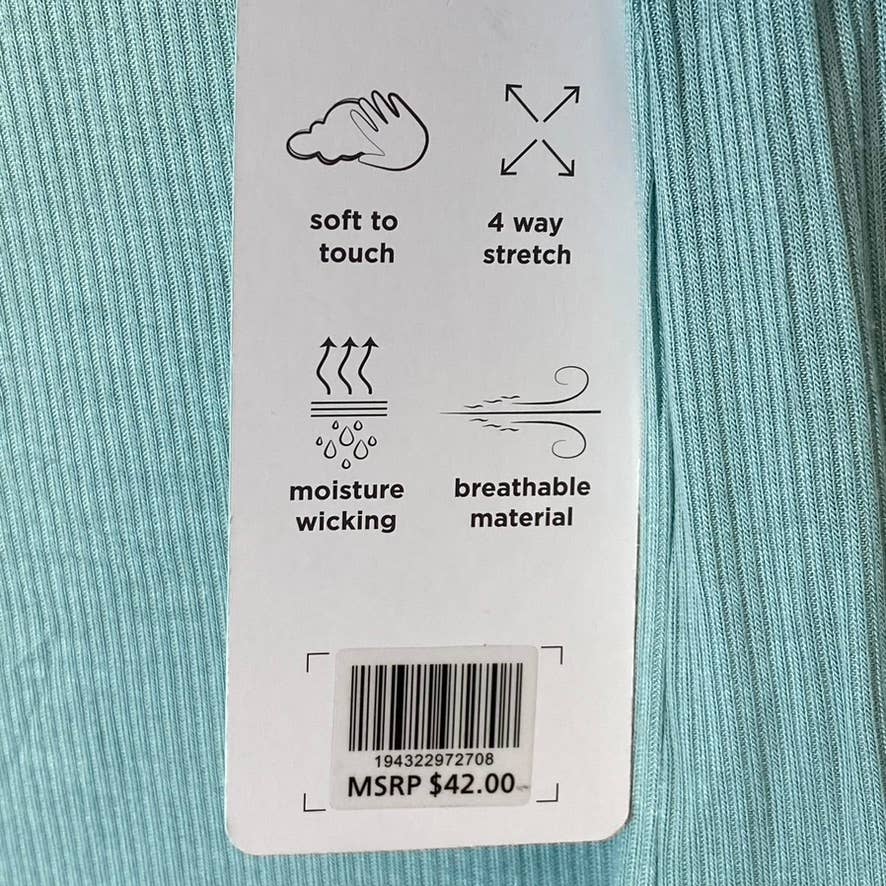 soft to
touch
4 way
stretch
moisture
wicking
breathable
material
194322972708
MSRP $42.00